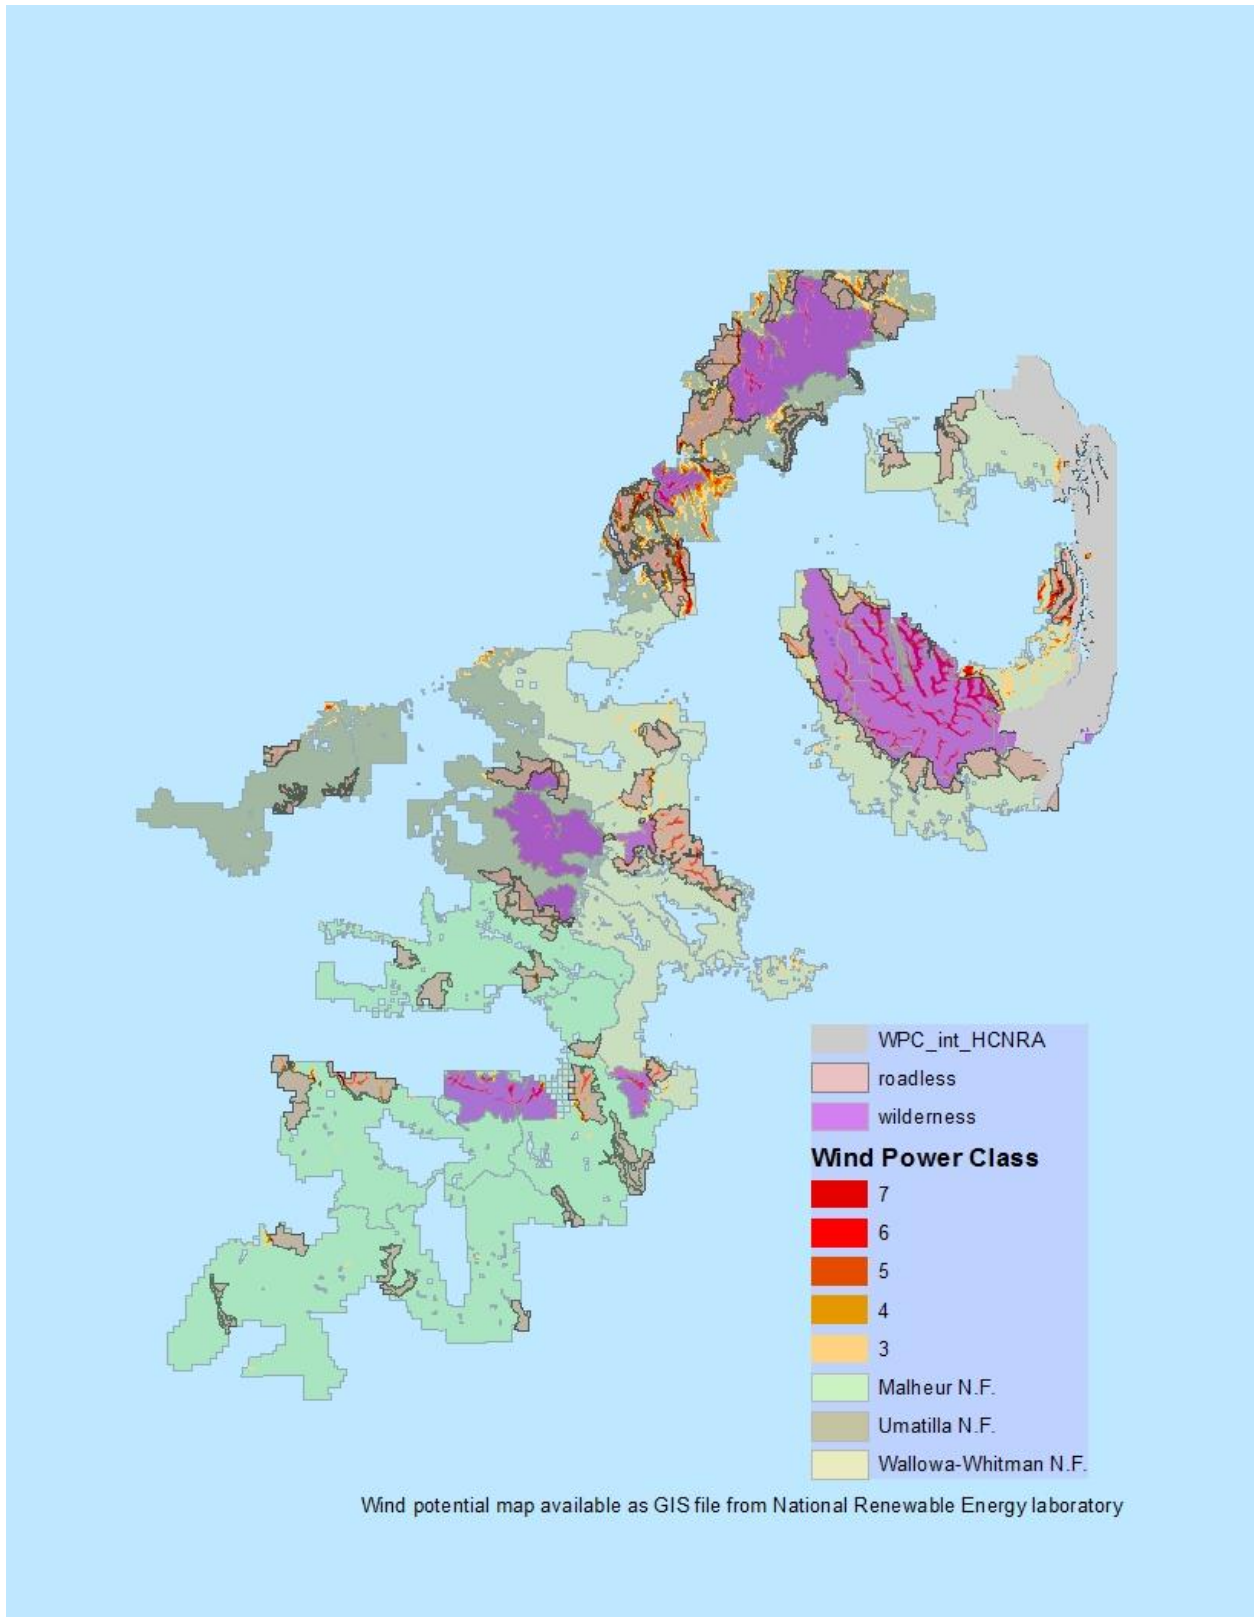 WPC_int_HCNRA
roadless
wilderness
Wind Power Class
7
6
5
4
3
Malheur N.F.
Umatilla N.F.
Wallowa-Whitman N.F.
Wind potential map available as GIS file from National Renewable Energy laboratory